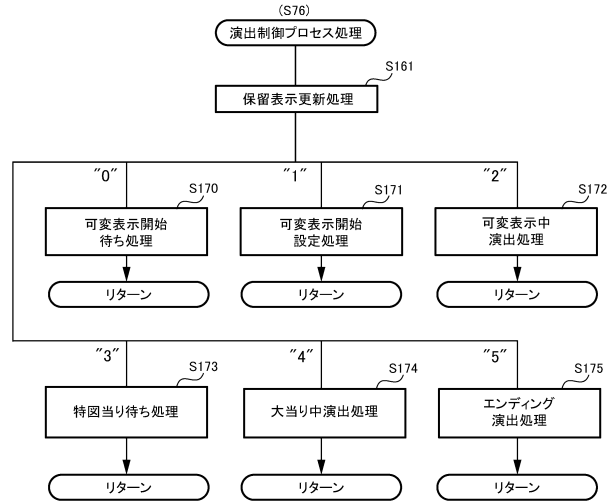 (S76)
演出制御プロセス処理
S161
保留表示更新処理
"0"
"1"
"2"
S170
S171
S172
可変表示開始
待ち処理
可変表示開始
設定処理
可変表示中
演出処理
リターン
リターン
リターン
"3"
"4"
"5"
S173
S174
S175
特図当り待ち処理
大当り中演出処理
エンディング
演出処理
リターン
リターン
リターン